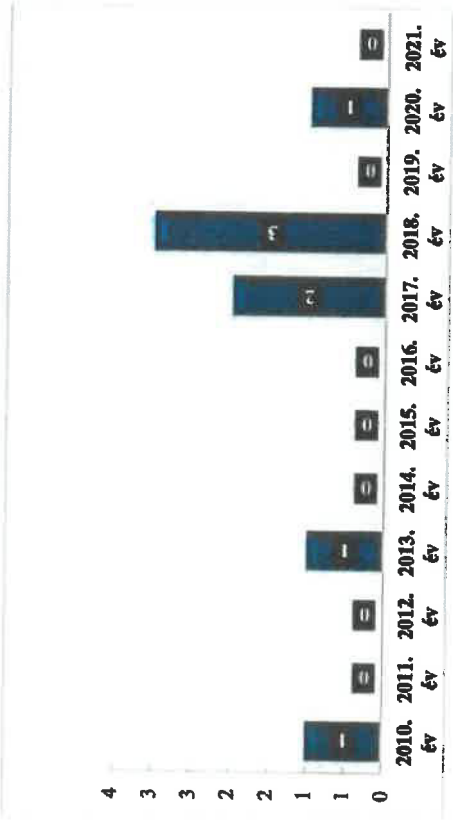 4
3
3
2
2
1
1
0
1
0
0
1
0
0
0
2
3
0
1
0
2010. év
2011. év
2012. év
2013. év
2014. év
2015. év
2016. év
2017. év
2018. év
2019. év
2020. év
2021. év